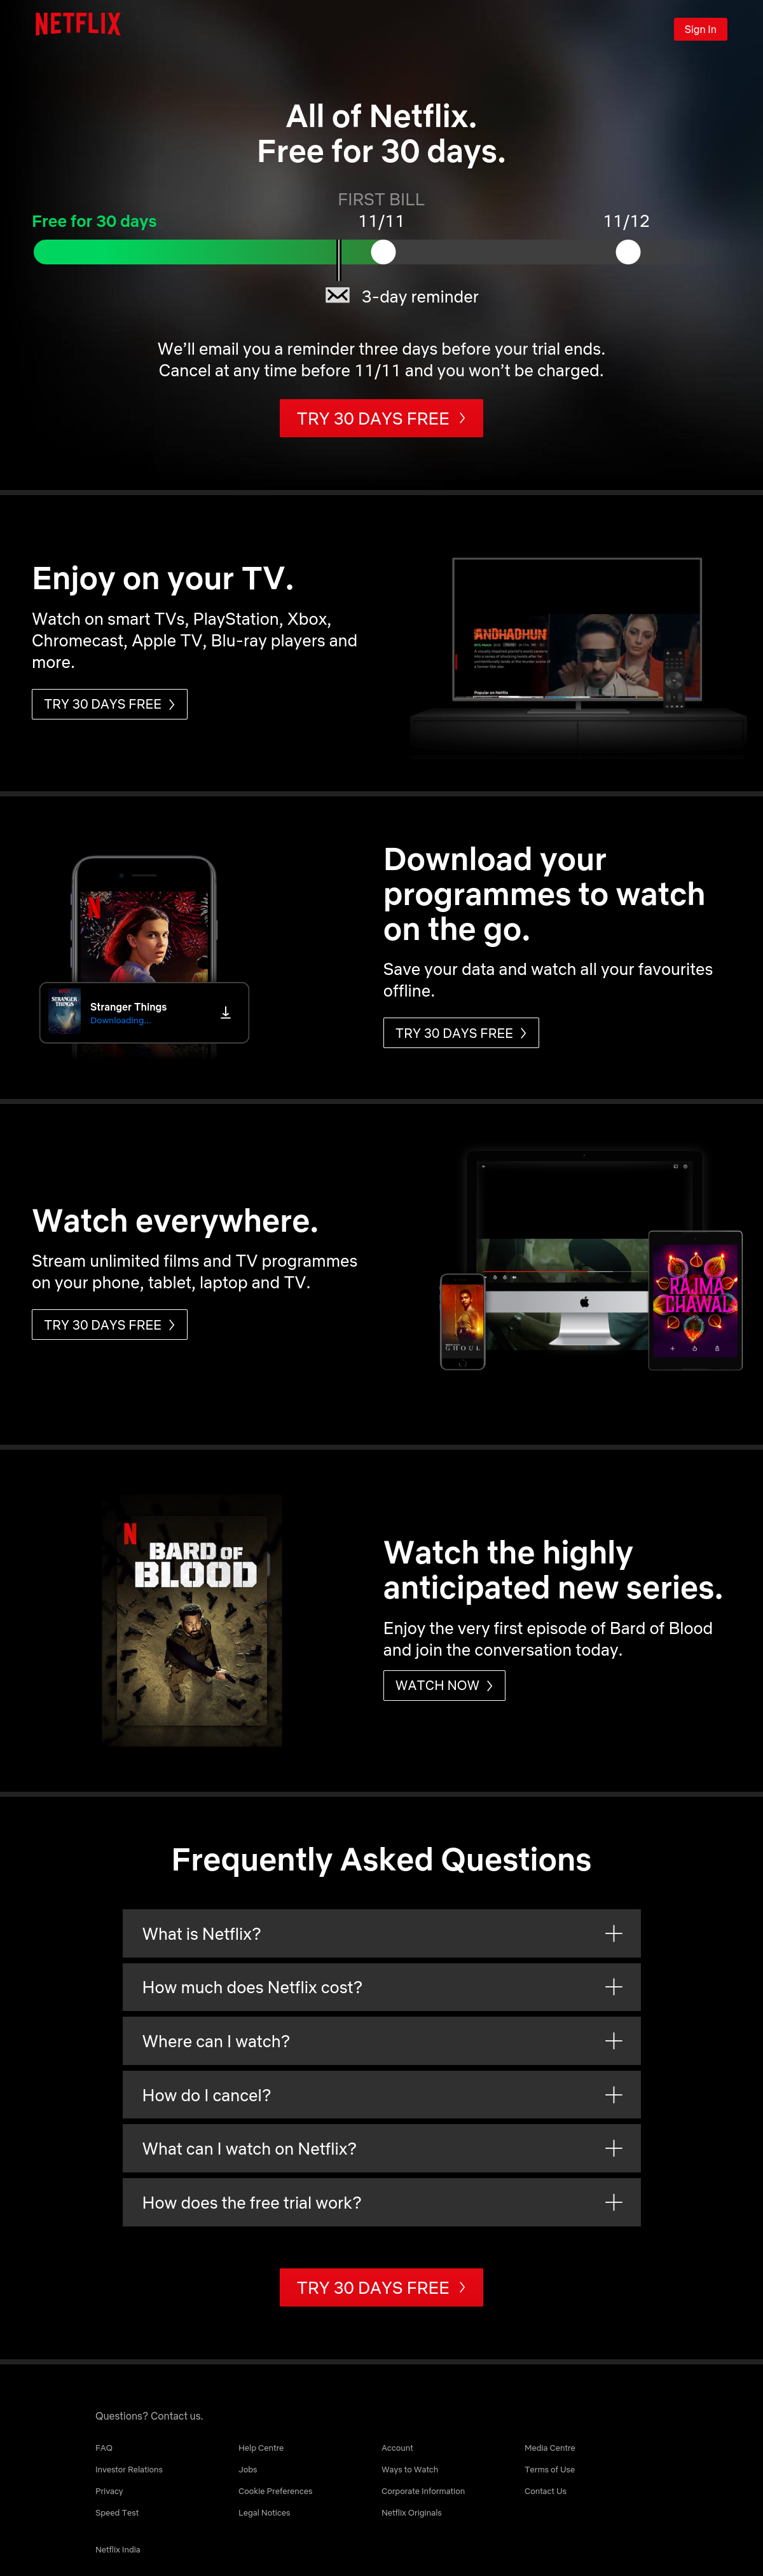 NETFLIX
Sign In
All of Netflix.
Free for 30 days.
FIRST BILL
Free for 30 days
11/11
11/12
3-day reminder
We'll email you a reminder three days before your trial ends.
Cancel at any time before 11/11 and you won't be charged.
TRY 30 DAYS FREE
Enjoy on your TV.
Watch on smart TVs, PlayStation, Xbox,
Chromecast, Apple TV, Blu-ray players and
more.
TRY 30 DAYS FREE
ANDHADHUN
Popular on Netflix
Download your
programmes to watch
on the go.
Save your data and watch all your favourites
offline.
TRY 30 DAYS FREE
N
STRANGER
THINGS
Stranger Things
Downloading...
Watch everywhere.
Stream unlimited films and TV programmes
on your phone, tablet, laptop and TV.
TRY 30 DAYS FREE
GHOUL
RAJMA
CHAWAL
N
BARD OF
BLOOD
Watch the highly
anticipated new series.
Enjoy the very first episode of Bard of Blood
and join the conversation today.
WATCH NOW
Frequently Asked Questions
What is Netflix?
How much does Netflix cost?
Where can I watch?
How do I cancel?
What can I watch on Netflix?
How does the free trial work?
TRY 30 DAYS FREE
Questions? Contact us.
FAQ
Help Centre
Account
Media Centre
Investor Relations
Jobs
Ways to Watch
Terms of Use
Privacy
Cookie Preferences
Corporate Information
Contact Us
Speed Test
Legal Notices
Netflix Originals
Netflix India